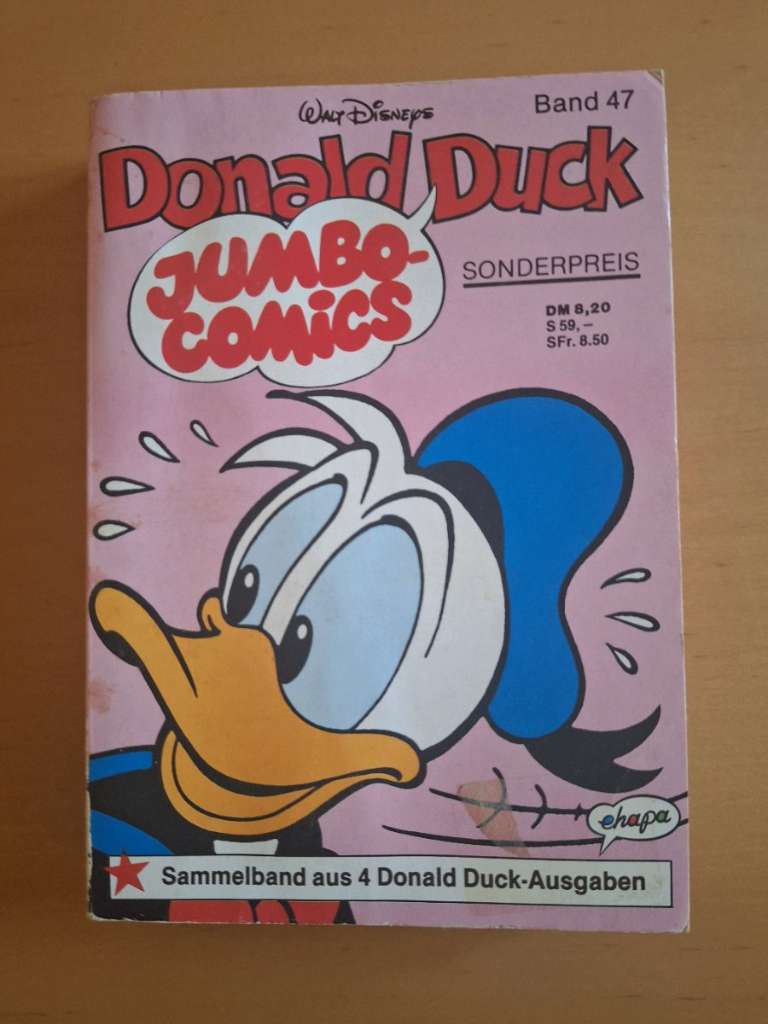 Walt Disneys
Band 47
Donald Duck
JUMBO-
COMICS
SONDERPREIS
DM 8,20
S 59,–
SFr. 8.50
ehapa
Sammelband aus 4 Donald Duck-Ausgaben